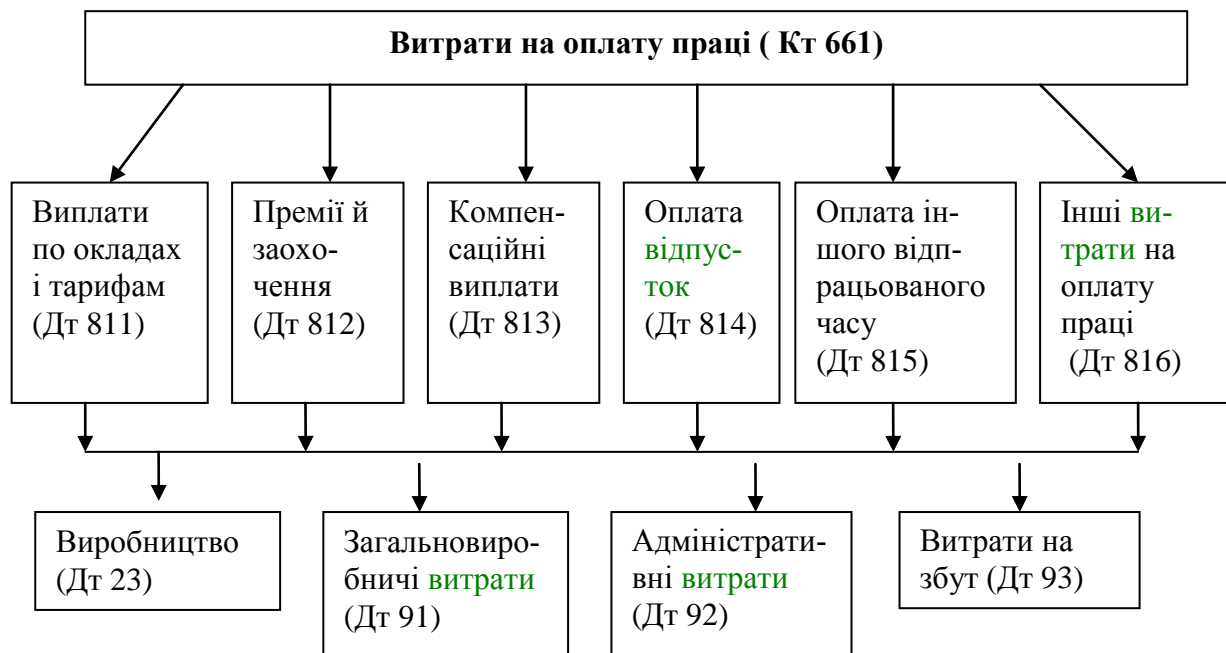 Витрати на оплату праці ( Кт 661)
Виплати
по окладах
і тарифам
(Дт 811)
Премії й
заохо-
чення
(Дт 812)
Компен-
саційні
виплати
(Дт 813)
Оплата
відпус-
ток
(Дт 814)
Оплата ін-
шого відп-
рацьованого
часу
(Дт 815)
Інші ви-
трати на
оплату
праці
(Дт 816)
Виробництво
(Дт 23)
Загальновиро-
бничі витрати
(Дт 91)
Адміністрати-
вні витрати
(Дт 92)
Витрати на
збут (Дт 93)